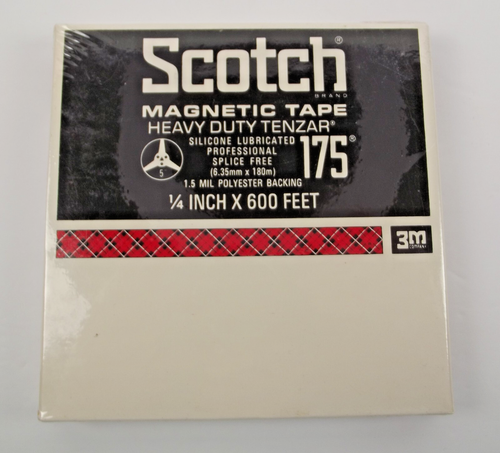 Scotch®
BRAND
MAGNETIC TAPE
HEAVY DUTY TENZAR®
SILICONE LUBRICATED
PROFESSIONAL
SPLICE FREE
(6.35mm x 180m)
1.5 MIL POLYESTER BACKING
175®
5
¼ INCH X 600 FEET
3M
COMPANY